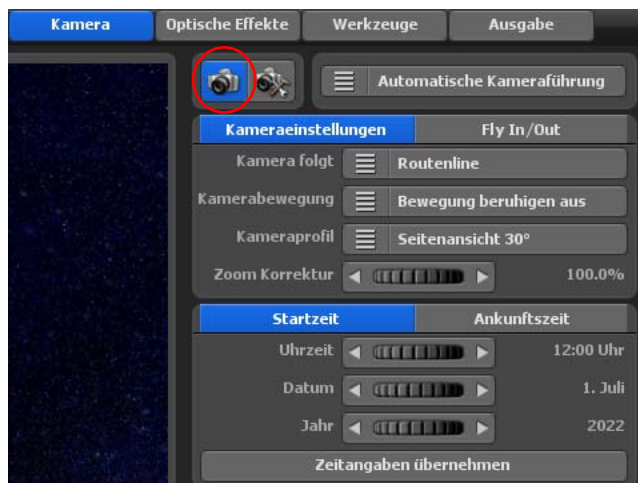 Kamera Optische Effekte Werkzeuge Ausgabe
Automatische Kameraführung
Kameraeinstellungen Fly In/Out
Kamera folgt Routenline
Kamerabewegung Bewegung beruhigen aus
Kameraprofil Seitenansicht 30°
Zoom Korrektur 100.0%
Startzeit Ankunftszeit
Uhrzeit 12:00 Uhr
Datum 1. Juli
Jahr 2022
Zeitangaben übernehmen